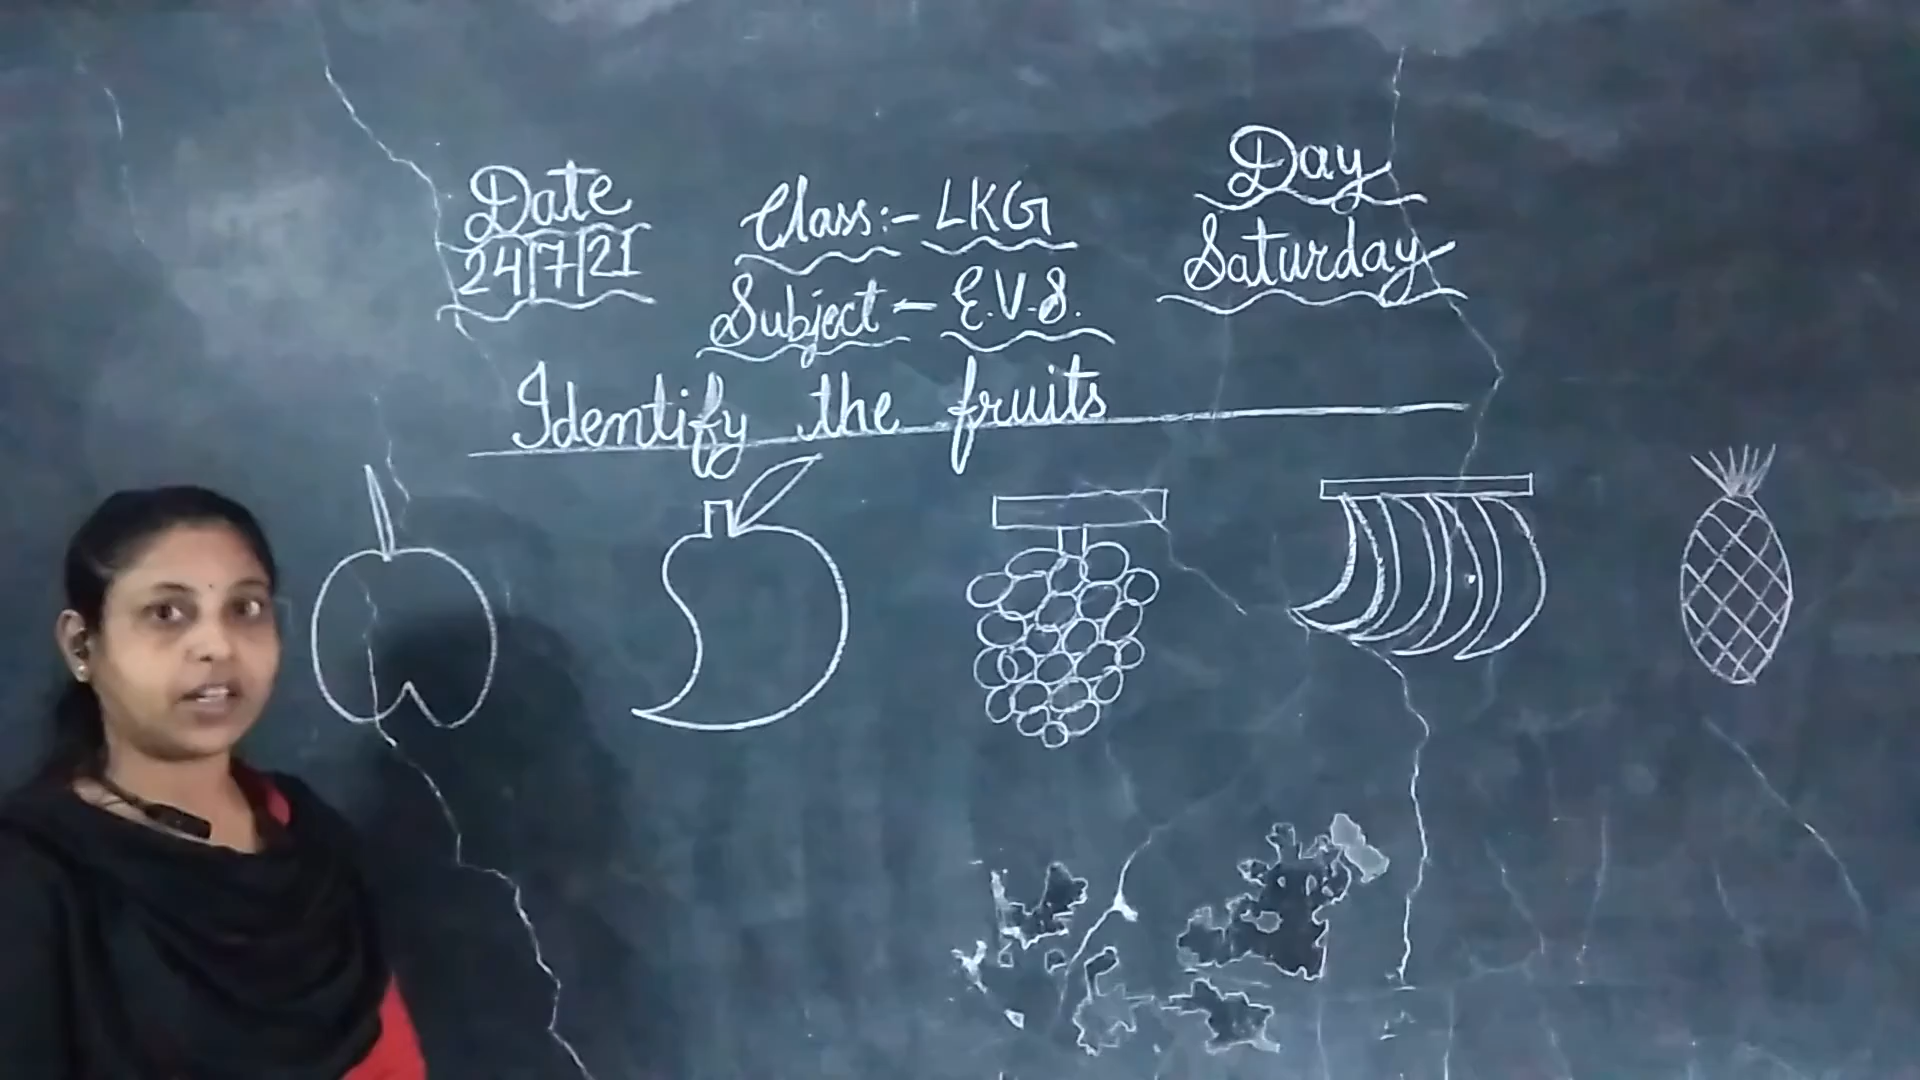 Date
24/7/21
Class:- LKG
Subject - E.V.S.
Day
Saturday
Identify the fruits